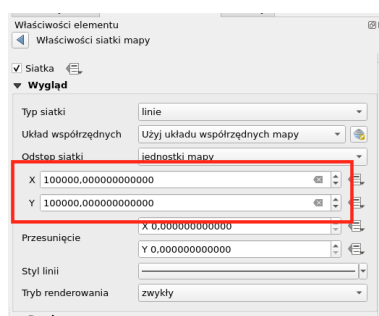 Właściwości elementu
Właściwości siatki mapy
Siatka
Wygląd
Typ siatki linie
Układ współrzędnych Użyj układu współrzędnych mapy
Odstęp siatki jednostki mapy
X 100000,000000000000
Y 100000,000000000000
X 0,000000000000
Przesunięcie
Y 0,000000000000
Styl linii
Tryb renderowania zwykły